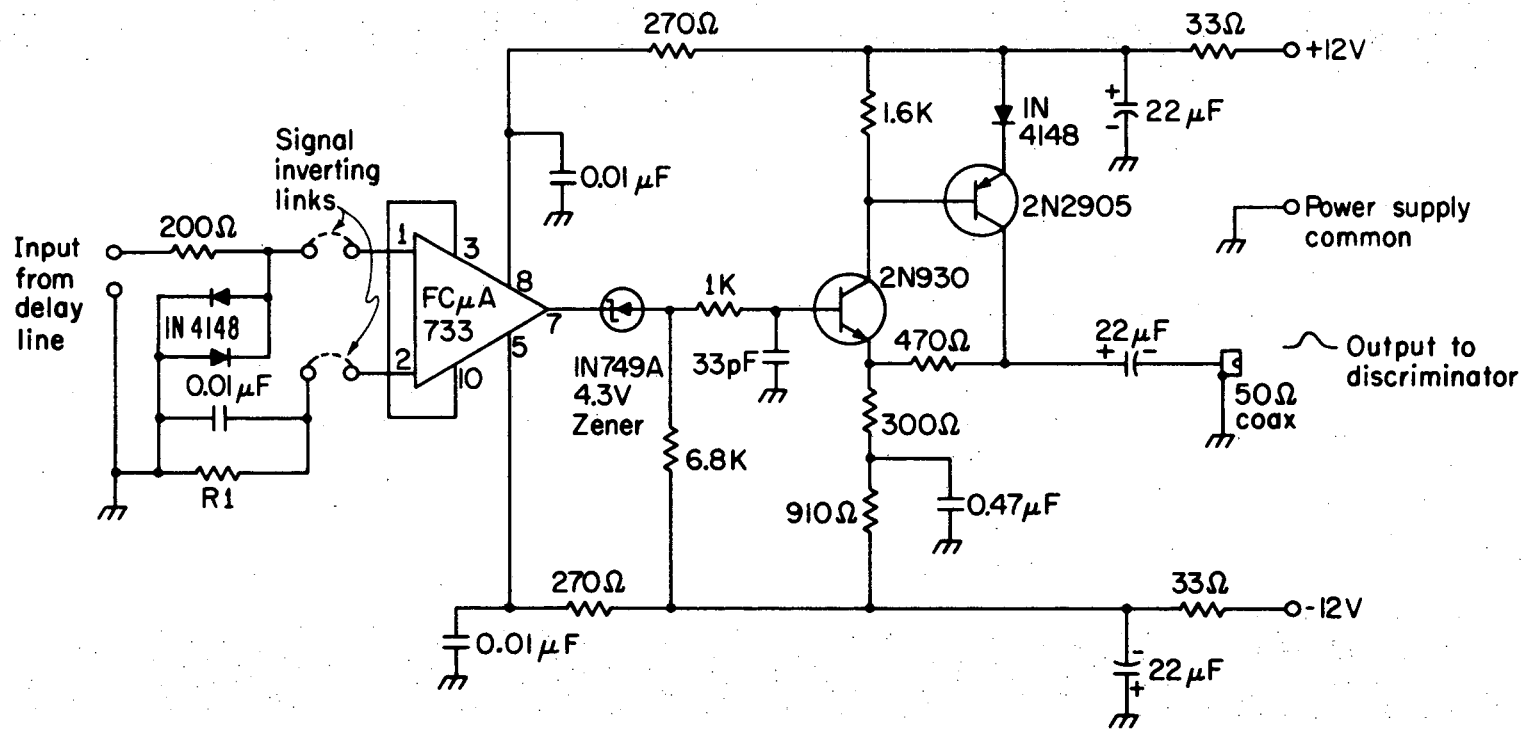 270Ω
33Ω
+12V
1.6K
IN
4148
+
-
22μF
Signal
inverting
links
0.01μF
2N2905
Power supply
common
200Ω
Input
from
delay
line
1
3
8
FCμA
733
7
5
2
10
IN 4148
0.01μF
R1
1K
2N930
IN749A
4.3V
Zener
33pF
470Ω
22μF
+
-
Output to
discriminator
50Ω
coax
300Ω
6.8K
910Ω
0.47μF
270Ω
33Ω
-12V
0.01μF
-
+
22μF